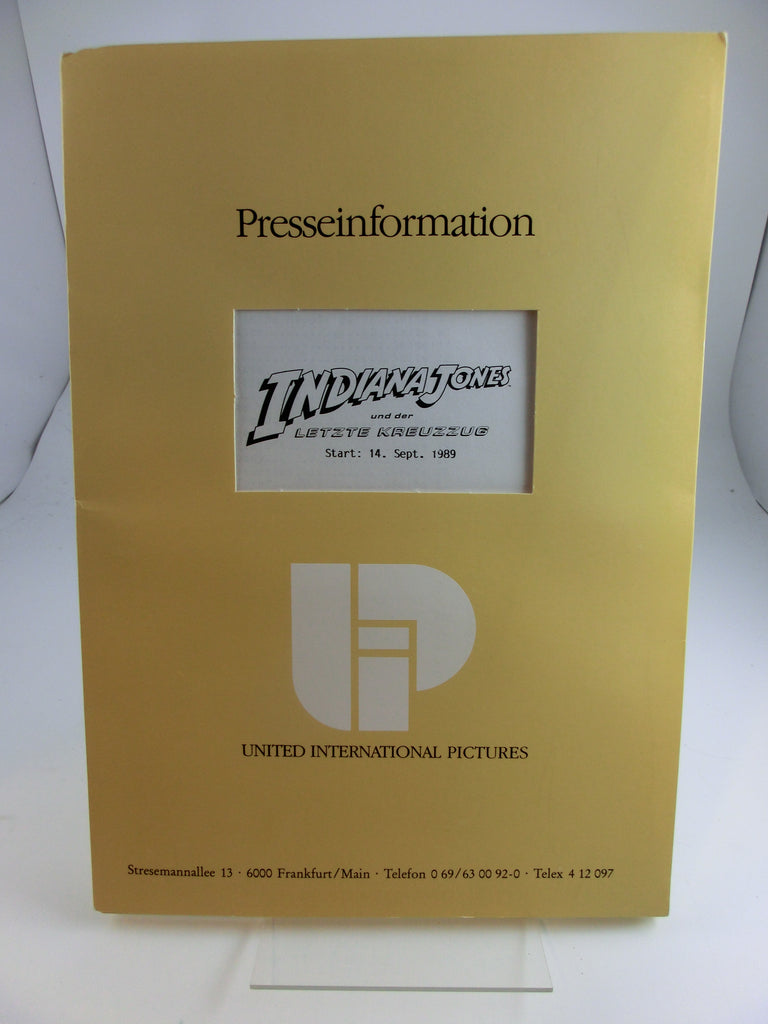 Presseinformation
INDIANA JONES
und der
LETZTE KREUZZUG
Start: 14. Sept. 1989
UIP
UNITED INTERNATIONAL PICTURES
Stresemannallee 13 · 6000 Frankfurt/Main · Telefon 0 69/63 00 92-0 · Telex 4 12 097